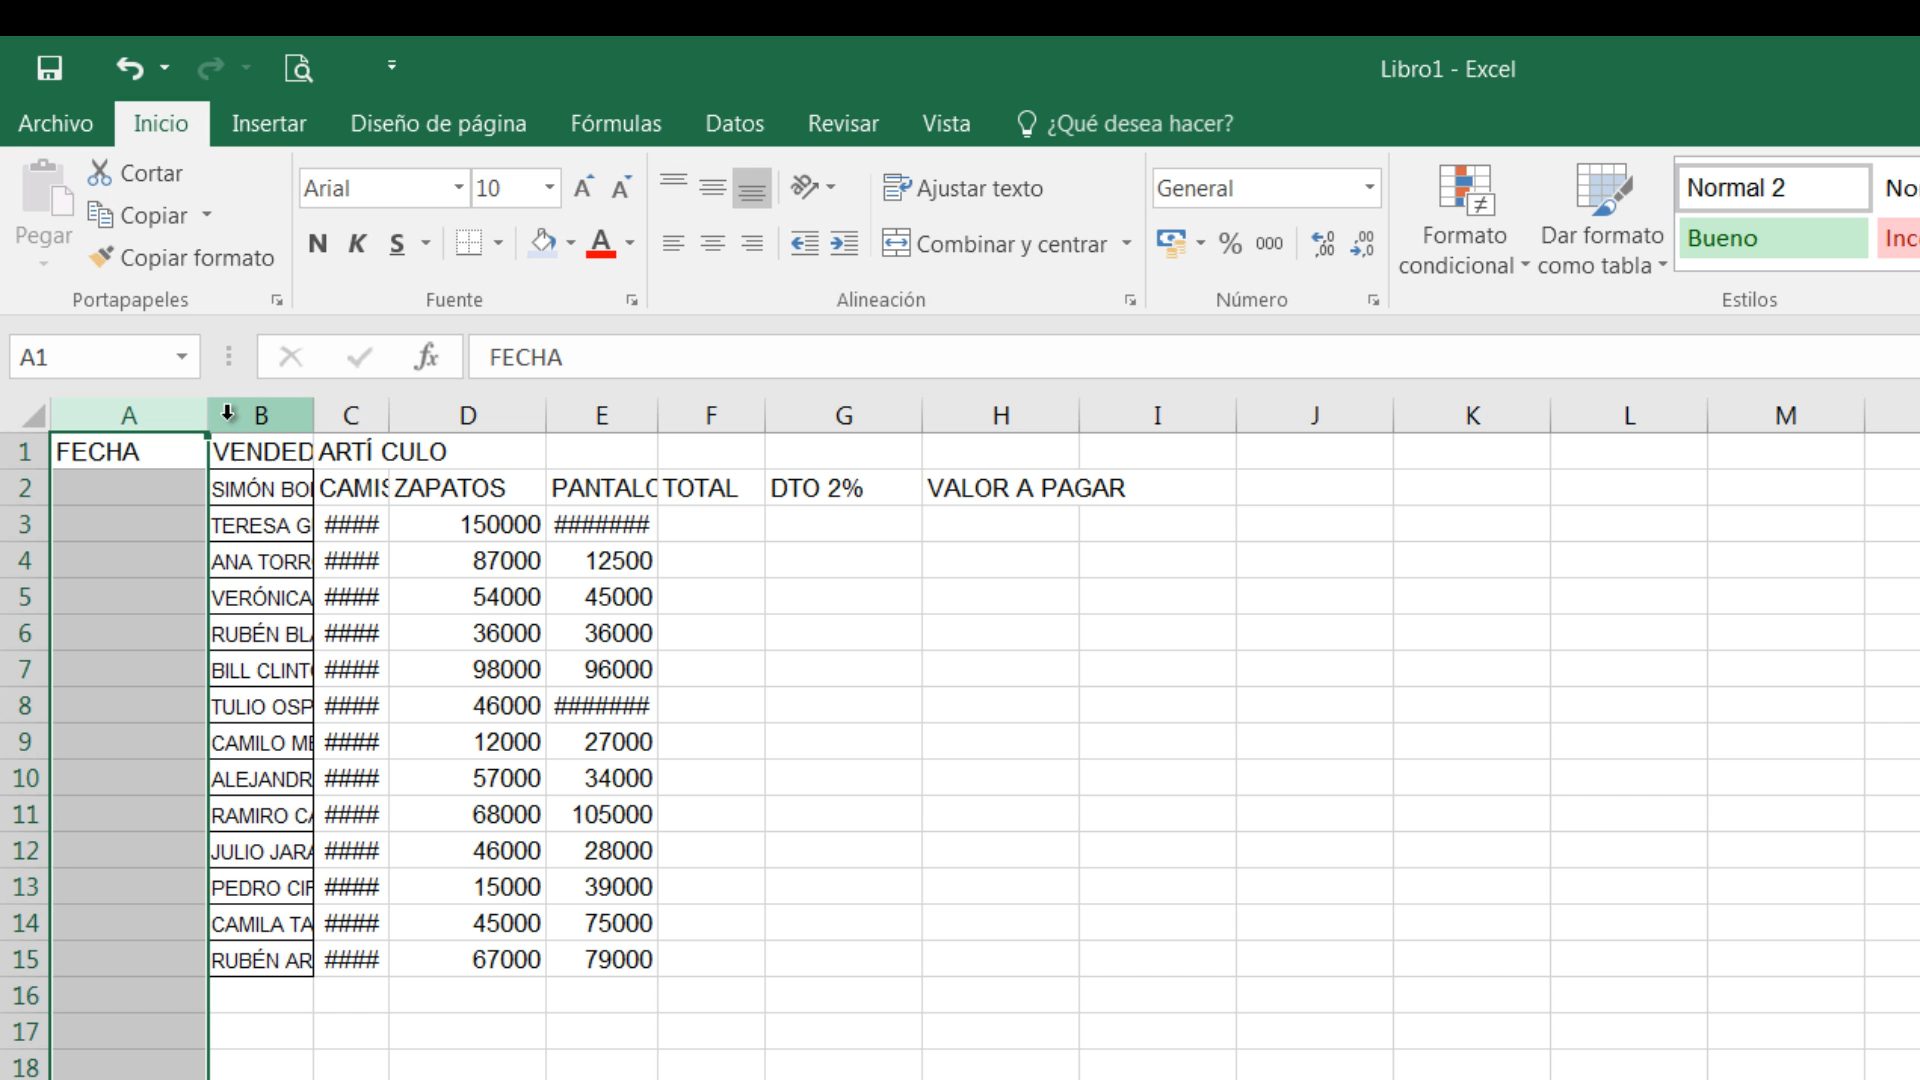 Libro1 - Excel
Archivo Inicio Insertar Diseño de página Fórmulas Datos Revisar Vista ¿Qué desea hacer?
Pegar
Cortar
Copiar
Copiar formato
Portapapeles
Arial 10
N K S
Fuente
Ajustar texto
Combinar y centrar
Alineación
General
% 000
Número
Formato condicional
Dar formato como tabla
Normal 2
Bueno
Estilos
A1 fx FECHA
A B C D E F G H I J K L M
1 FECHA VENDED ARTÍ CULO
2 SIMÓN BO CAMIS ZAPATOS PANTALO TOTAL DTO 2% VALOR A PAGAR
3 TERESA G #### 150000 #######
4 ANA TORR #### 87000 12500
5 VERÓNICA #### 54000 45000
6 RUBÉN BL #### 36000 36000
7 BILL CLINT #### 98000 96000
8 TULIO OSP #### 46000 #######
9 CAMILO ME #### 12000 27000
10 ALEJANDR #### 57000 34000
11 RAMIRO CA #### 68000 105000
12 JULIO JARA #### 46000 28000
13 PEDRO CIF #### 15000 39000
14 CAMILA TA #### 45000 75000
15 RUBÉN AR #### 67000 79000
16
17
18